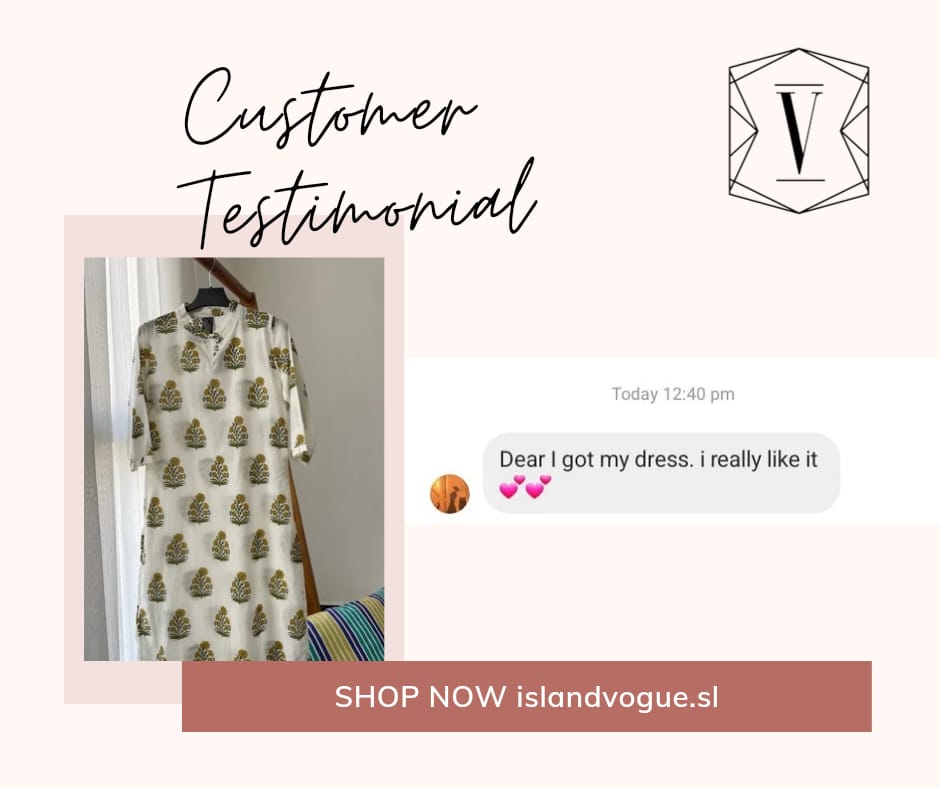 Customer
Testimonial
V
Today 12:40 pm
Dear I got my dress. i really like it
💕💕
SHOP NOW islandvogue.sl